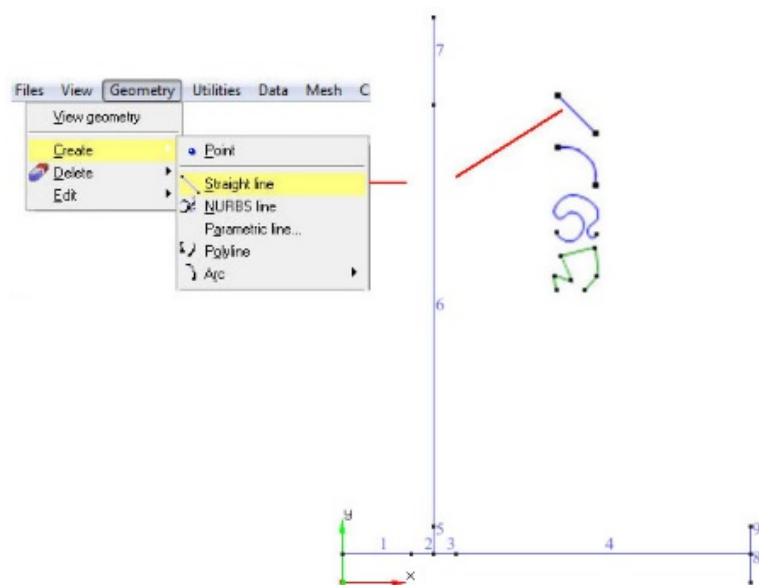 Files View Geometry Utilities Data Mesh C
View geometry
Create
Delete
Edit
Point
Straight line
NURBS line
Parametric line...
Polyline
Arc
7
6
5
y
1 2 3 4
9
8
x